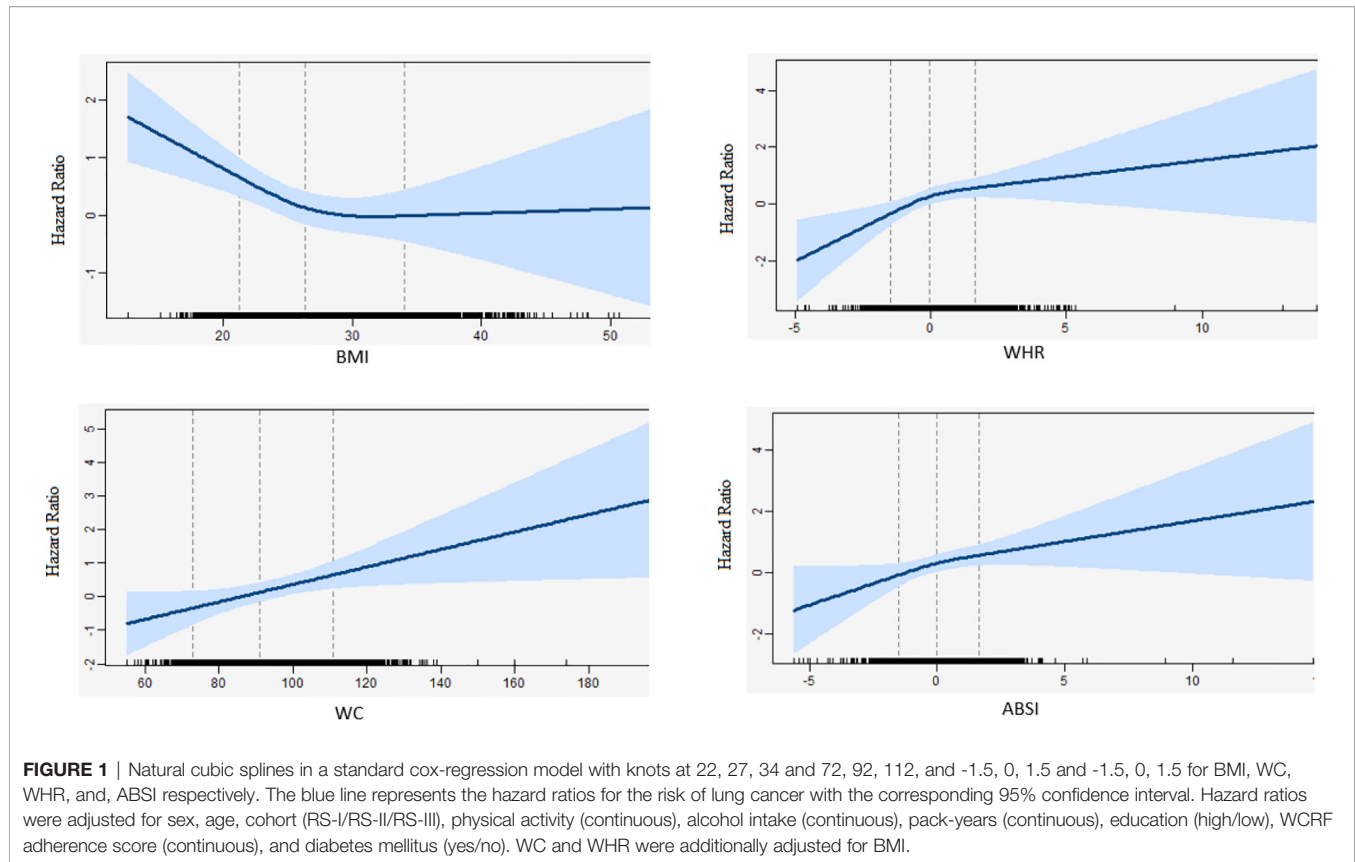 2
1
0
-1
Hazard Ratio
20 30 40 50
BMI
4
2
0
-2
Hazard Ratio
-5 0 5 10
WHR
5
4
3
2
1
0
-1
-2
Hazard Ratio
60 80 100 120 140 160 180
WC
4
2
0
-2
Hazard Ratio
-5 0 5 10
ABSI
FIGURE 1 | Natural cubic splines in a standard cox-regression model with knots at 22, 27, 34 and 72, 92, 112, and -1.5, 0, 1.5 and -1.5, 0, 1.5 for BMI, WC,
WHR, and, ABSI respectively. The blue line represents the hazard ratios for the risk of lung cancer with the corresponding 95% confidence interval. Hazard ratios
were adjusted for sex, age, cohort (RS-I/RS-II/RS-III), physical activity (continuous), alcohol intake (continuous), pack-years (continuous), education (high/low), WCRF
adherence score (continuous), and diabetes mellitus (yes/no). WC and WHR were additionally adjusted for BMI.